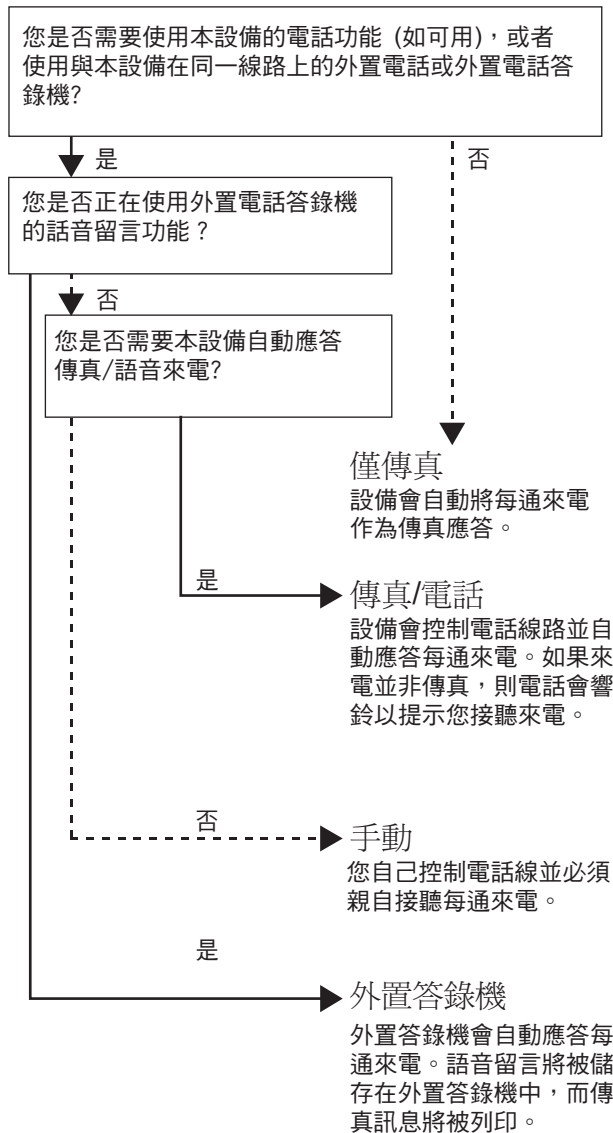 您是否需要使用本設備的電話功能 (如可用)，或者
使用與本設備在同一線路上的外置電話或外置電話答
錄機?
是
否
您是否正在使用外置電話答錄機
的話音留言功能？
否
您是否需要本設備自動應答
傳真/語音來電?
僅傳真
設備會自動將每通來電
作為傳真應答。
是
傳真/電話
設備會控制電話線路並自
動應答每通來電。如果來
電並非傳真，則電話會響
鈴以提示您接聽來電。
否
手動
您自己控制電話線並必須
親自接聽每通來電。
是
外置答錄機
外置答錄機會自動應答每
通來電。語音留言將被儲
存在外置答錄機中，而傳
真訊息將被列印。